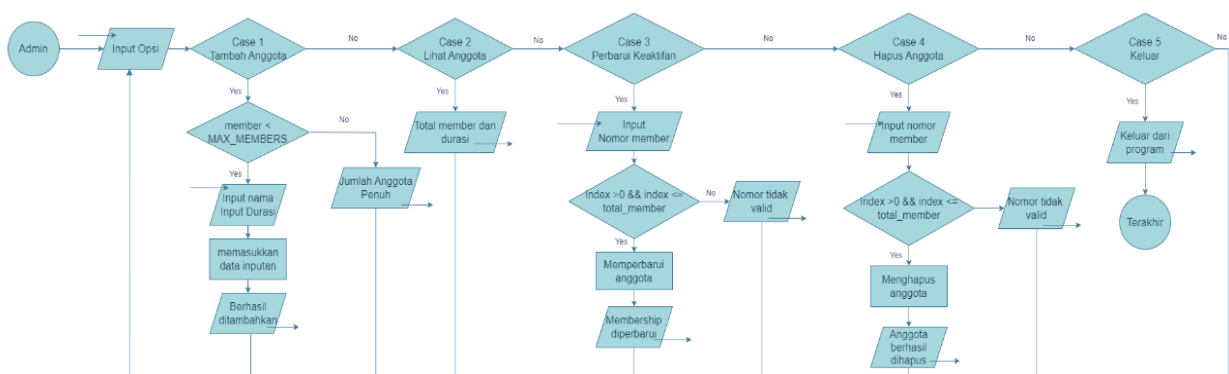 Admin
Input Opsi
Case 1
Tambah Anggota
No
Case 2
Lihat Anggota
No
Case 3
Perbarui Keaktifan
No
Case 4
Hapus Anggota
No
Case 5
Keluar
No
Yes
member <
MAX_MEMBERS
No
Yes
Input nama
Input Durasi
memasukkan
data inputan
Berhasil
ditambahkan
Jumlah Anggota
Penuh
Yes
Total member dan
durasi
Yes
Input
Nomor member
Index >0 && index <=
total_member
No
Nomor tidak
valid
Yes
Memperbarui
anggota
Membership
diperbarui
Yes
Input nomor
member
Index >0 && index <=
total_member
Nomor tidak
valid
Yes
Menghapus
anggota
Anggota
berhasil
dihapus
Yes
Keluar dari
program
Terakhir